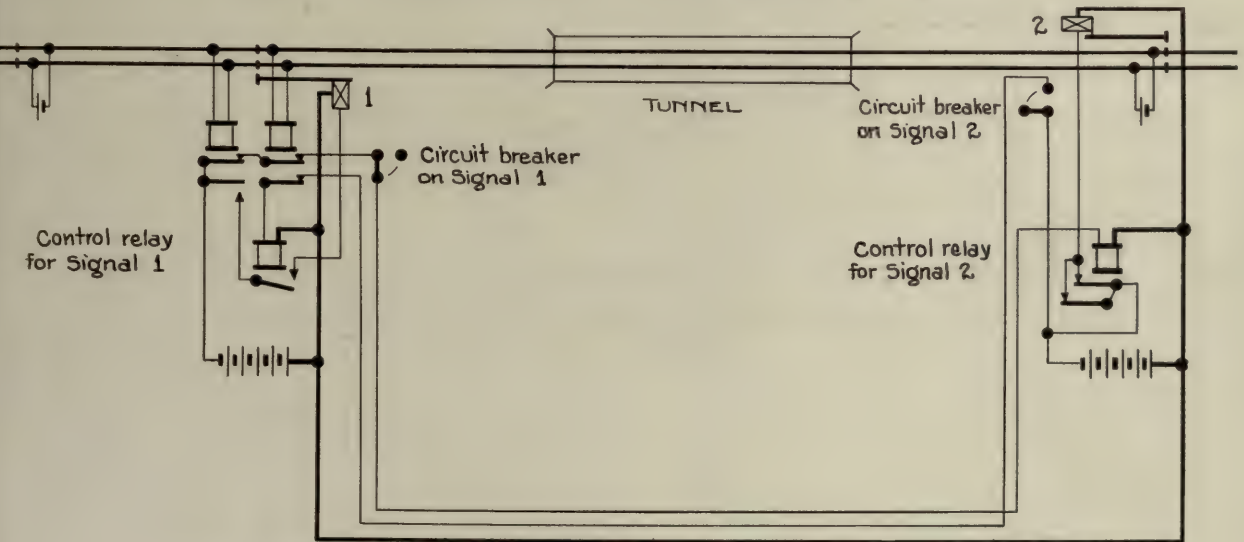 2
1
TUNNEL
Circuit breaker
on Signal 2
Circuit breaker
on Signal 1
Control relay
for Signal 1
Control relay
for Signal 2